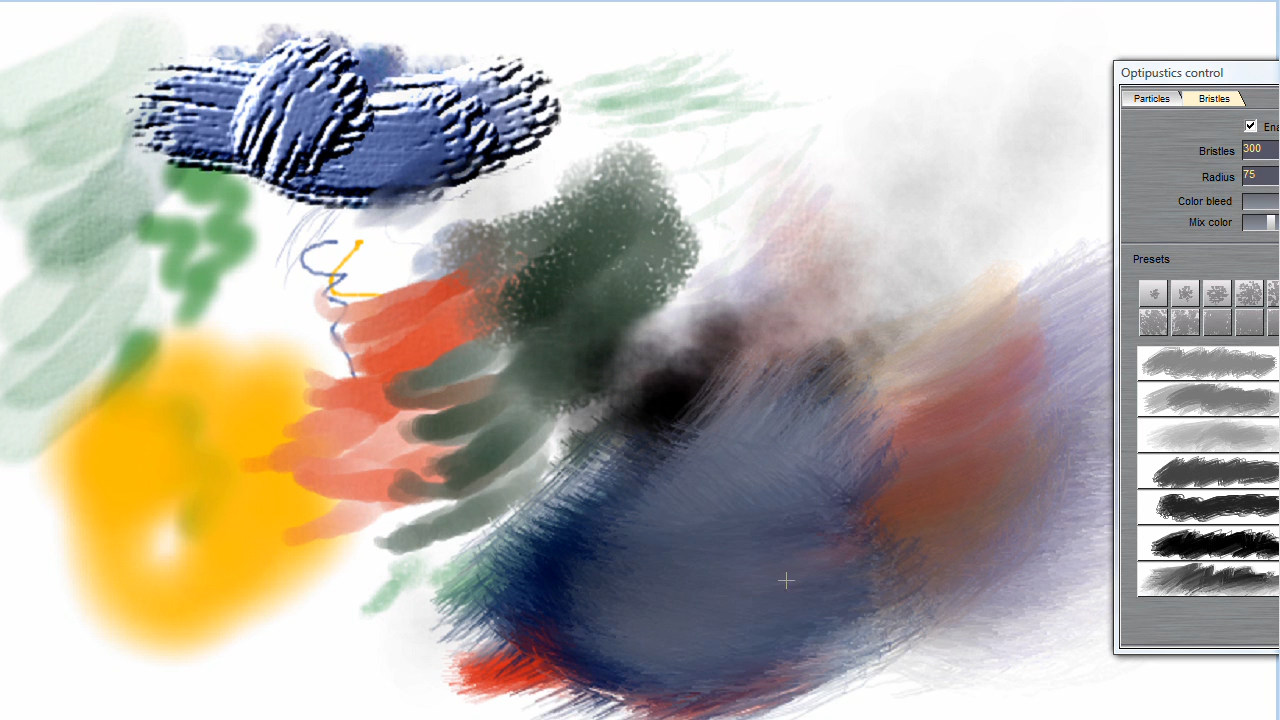 Optipustics control
Particles Bristles
Bristles 300
Radius 75
Color bleed
Mix color
Presets